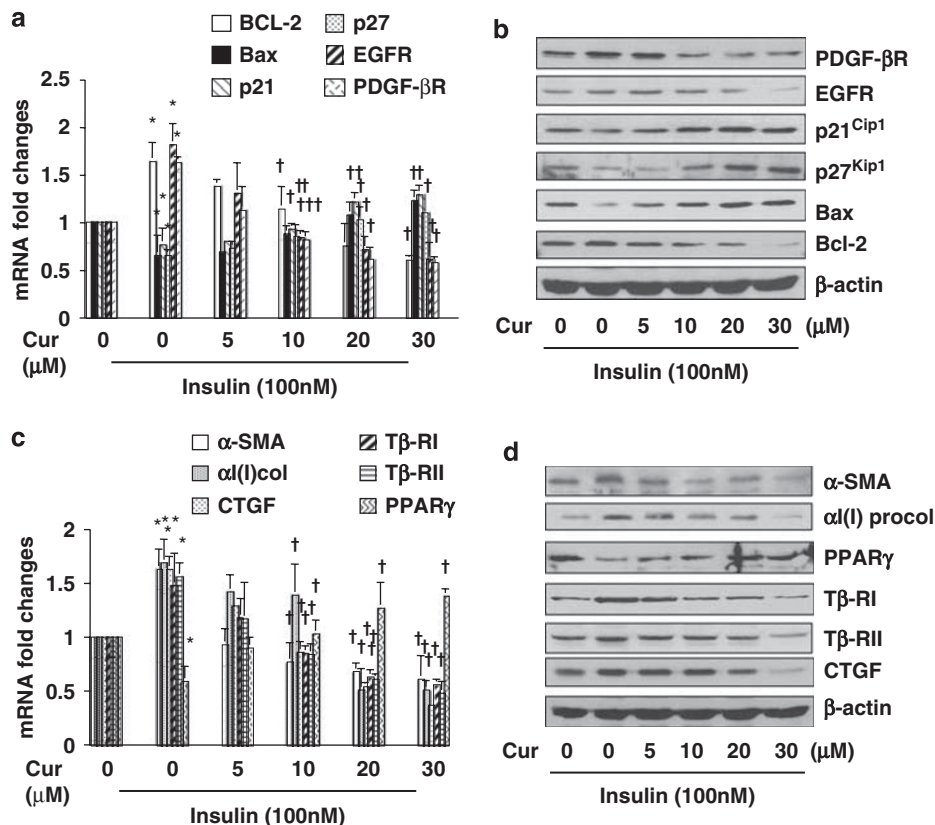 a
BCL-2 p27
Bax EGFR
p21 PDGF-βR
mRNA fold changes
2.5
2
1.5
1
0.5
0
* * * * * *
† † †† ††† †† † † † † †† † † † † †
Cur (μM)
0 0 5 10 20 30
Insulin (100nM)
b
PDGF-βR
EGFR
p21Cip1
p27Kip1
Bax
Bcl-2
β-actin
0 0 5 10 20 30 (μM)
Cur
Insulin (100nM)
c
α-SMA Tβ-RI
αI(I)col Tβ-RII
CTGF PPARγ
mRNA fold changes
2
1.5
1
0.5
0
* * * * * *
† † † † † † † † † † † † † † † †
Cur (μM)
0 0 5 10 20 30
Insulin (100nM)
d
α-SMA
αI(I) procol
PPARγ
Tβ-RI
Tβ-RII
CTGF
β-actin
Cur 0 0 5 10 20 30 (μM)
Insulin (100nM)